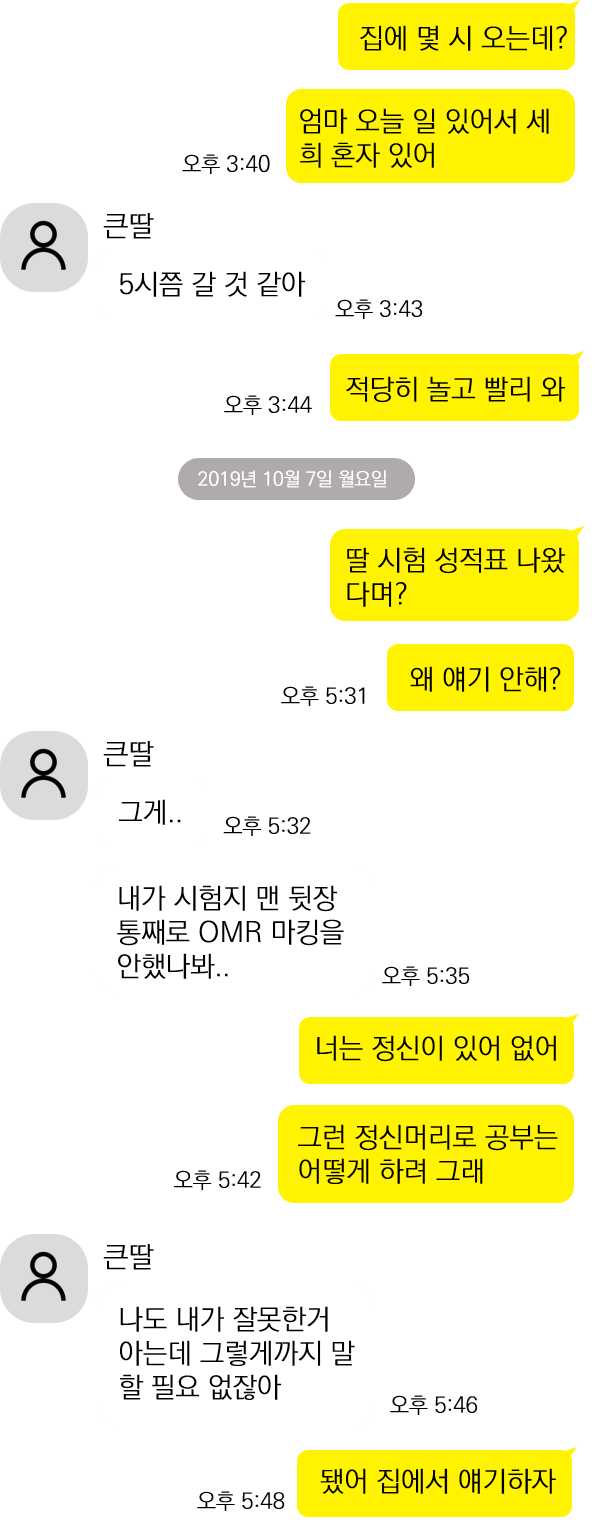 집에 몇 시 오는데?
엄마 오늘 일 있어서 세
희 혼자 있어
오후 3:40
큰딸
5시쯤 갈 것 같아
오후 3:43
적당히 놀고 빨리 와
오후 3:44
2019년 10월 7일 월요일
딸 시험 성적표 나왔
다며?
왜 얘기 안해?
오후 5:31
큰딸
그게..
오후 5:32
내가 시험지 맨 뒷장
통째로 OMR 마킹을
안했나봐..
오후 5:35
너는 정신이 있어 없어
그런 정신머리로 공부는
어떻게 하려 그래
오후 5:42
큰딸
나도 내가 잘못한거
아는데 그렇게까지 말
할 필요 없잖아
오후 5:46
됐어 집에서 얘기하자
오후 5:48